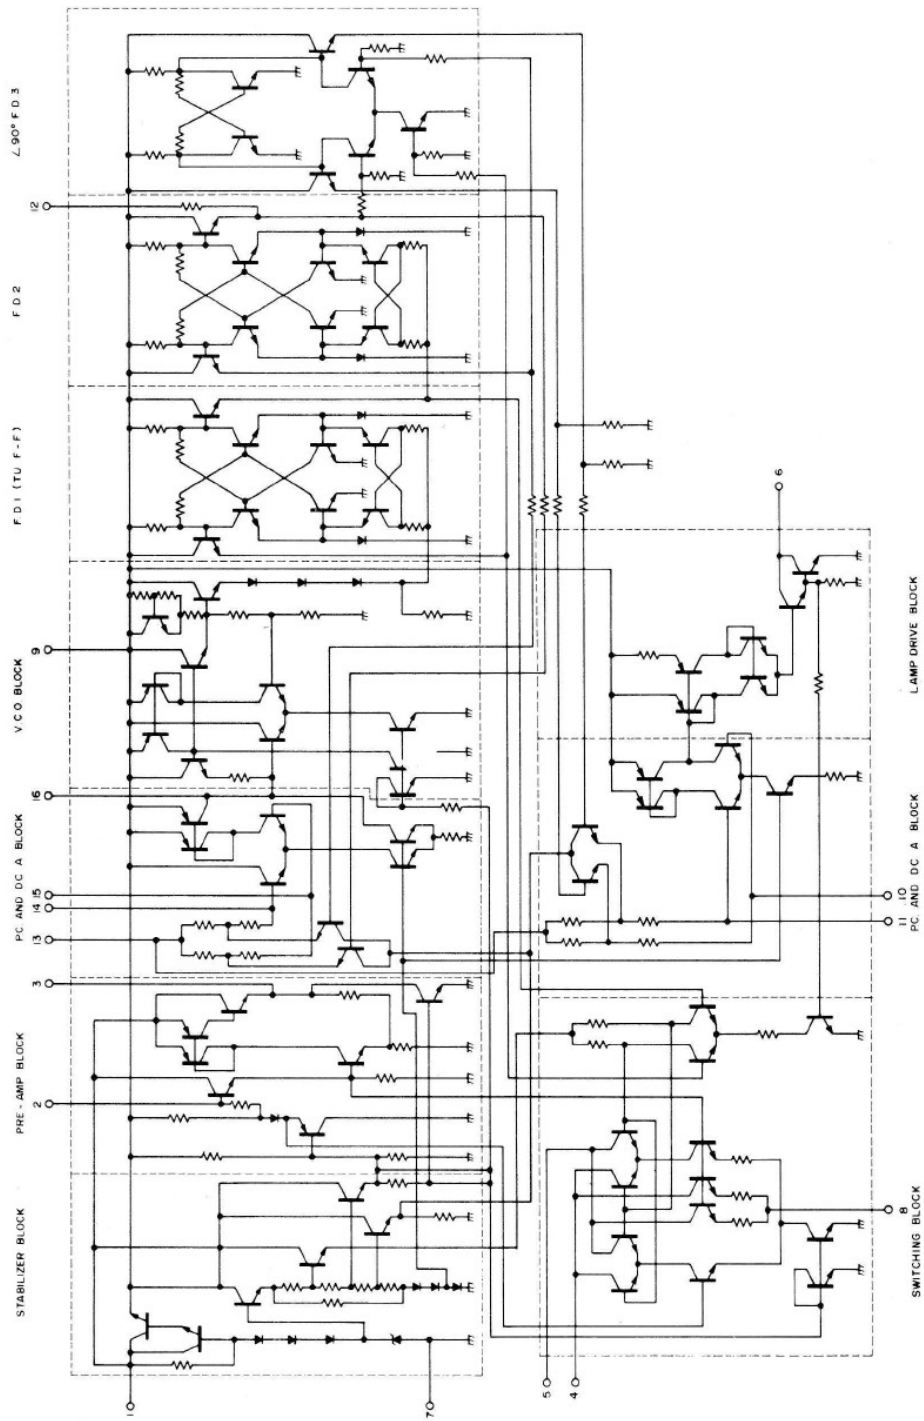 ∠90° FD3
12
FD2
FD1 (TU F-F)
9
V.CO BLOCK
16
15
14
13
PC AND DC A BLOCK
3
PRE-AMP BLOCK
2
STABILIZER BLOCK
1
7
6
LAMP DRIVE BLOCK
10
11
PC AND DC A BLOCK
8
SWITCHING BLOCK
5
4